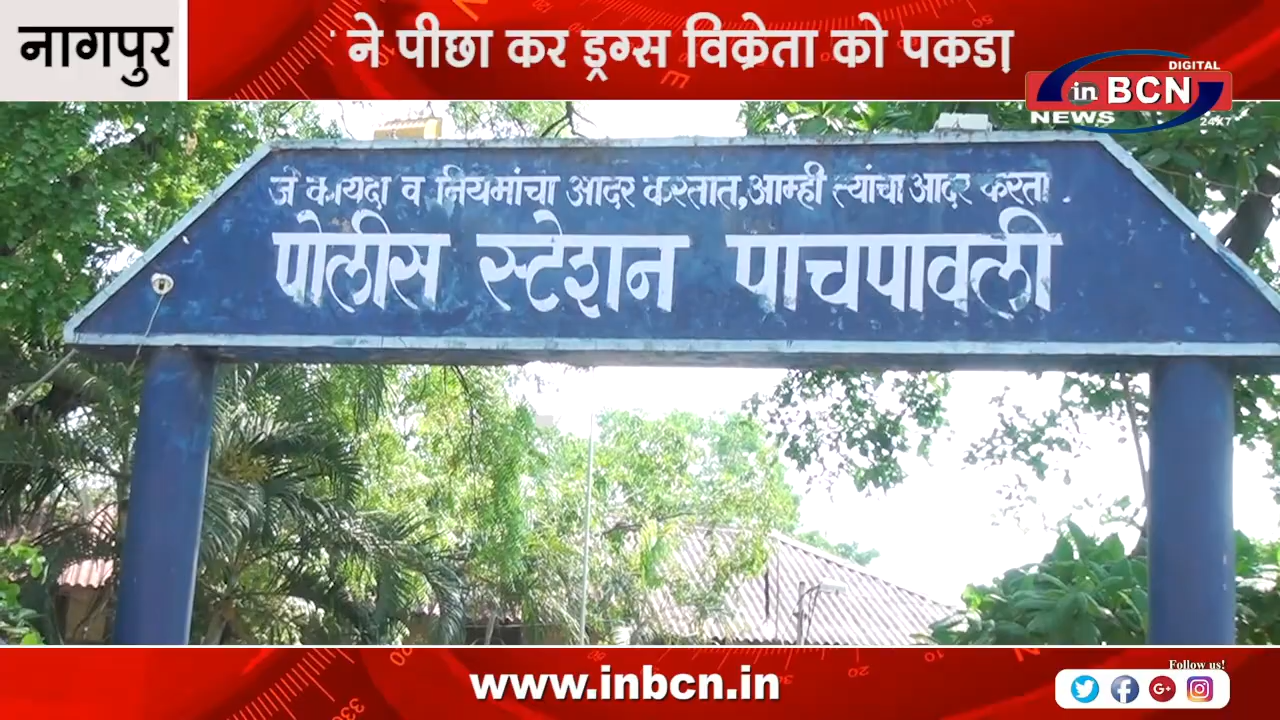 नागपुर
ने पीछा कर ड्रग्स विक्रेता को पकडा़
DIGITAL
in BCN
NEWS 24x7
जे कायदा व नियमांचा आदर करतात,आम्ही त्यांचा आदर करता
पोलीस स्टेशन पाचपावली
www.inbcn.in
Follow us!